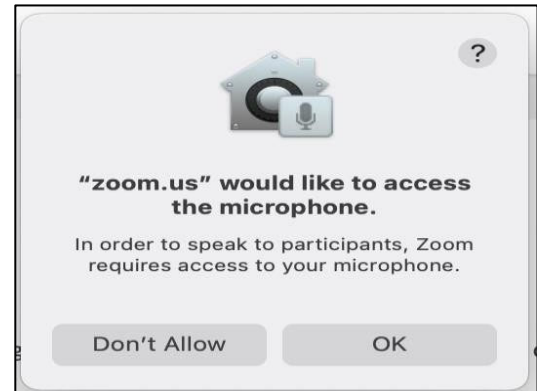 ?
“zoom.us” would like to access
the microphone.
In order to speak to participants, Zoom
requires access to your microphone.
Don't Allow
OK